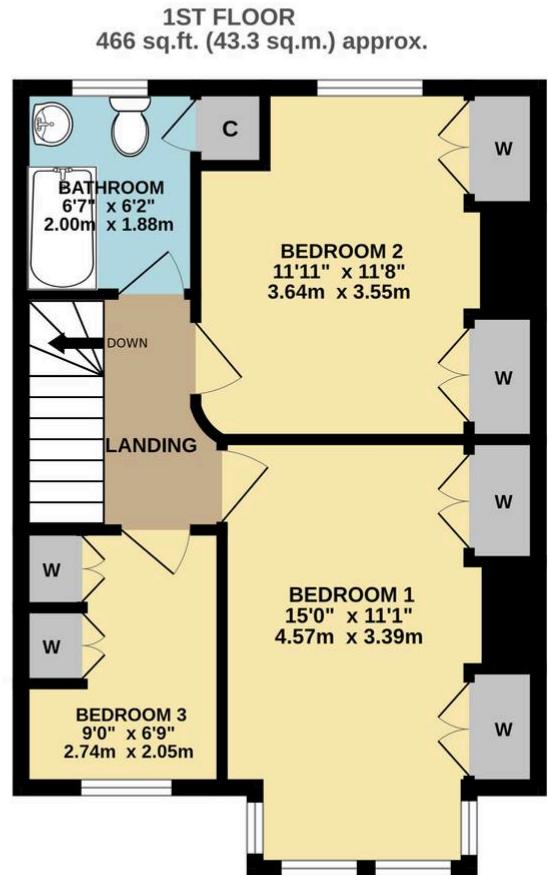 1ST FLOOR
466 sq.ft. (43.3 sq.m.) approx.
C
W
BATHROOM
6'7" x 6'2"
2.00m x 1.88m
BEDROOM 2
11'11" x 11'8"
3.64m x 3.55m
DOWN
W
LANDING
W
W
BEDROOM 1
15'0" x 11'1"
4.57m x 3.39m
W
BEDROOM 3
9'0" x 6'9"
2.74m x 2.05m
W